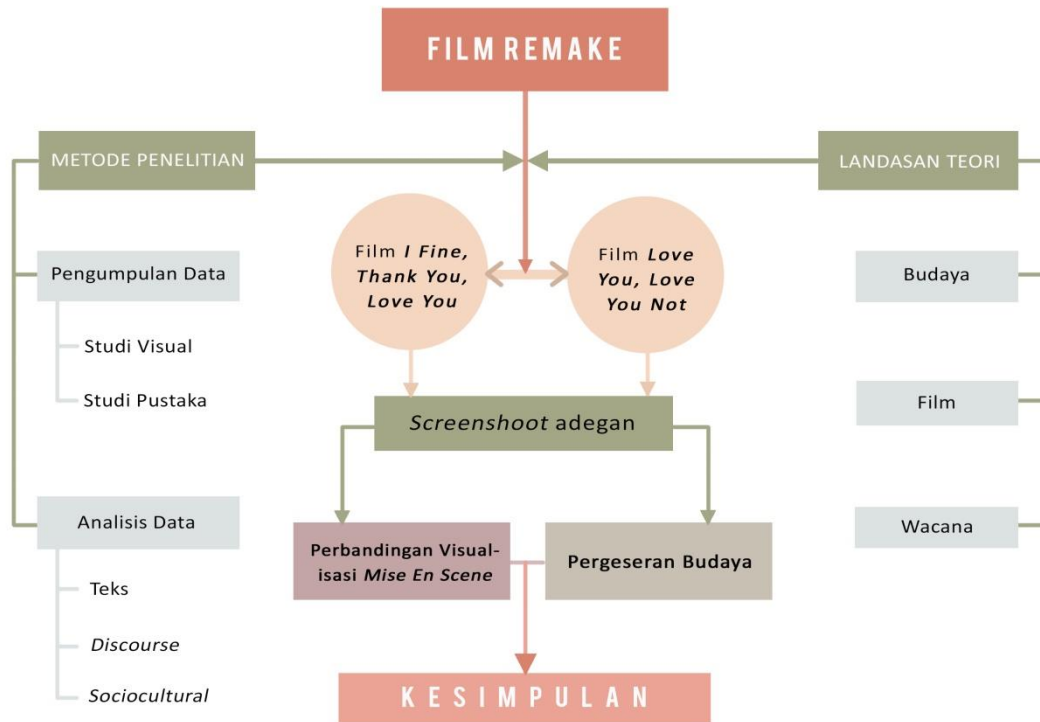 FILM REMAKE
METODE PENELITIAN
LANDASAN TEORI
Film I Fine,
Thank You,
Love You
Film Love
You, Love
You Not
Pengumpulan Data
Studi Visual
Studi Pustaka
Budaya
Film
Screenshoot adegan
Analisis Data
Teks
Discourse
Sociocultural
Wacana
Perbandingan Visual-
isasi Mise En Scene
Pergeseran Budaya
KESIMPULAN